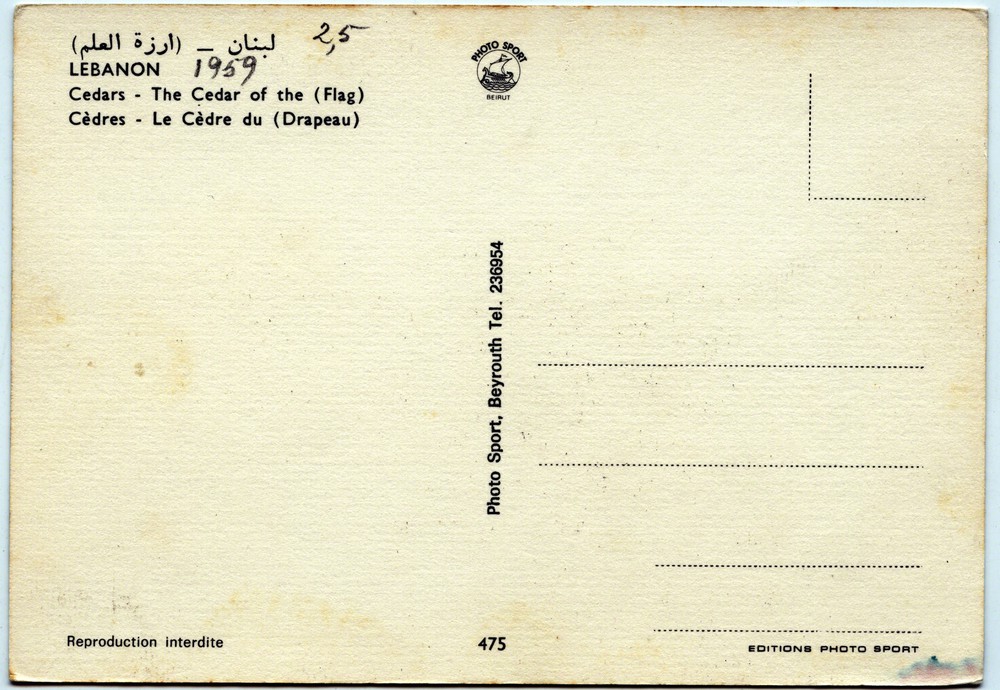 لبنان – (ارزة العلم)
2,5
LEBANON 1959
Cedars - The Cedar of the (Flag)
Cèdres - Le Cèdre du (Drapeau)
PHOTO SPORT
BEIRUT
Photo Sport, Beyrouth Tel. 236954
Reproduction interdite
475
EDITIONS PHOTO SPORT